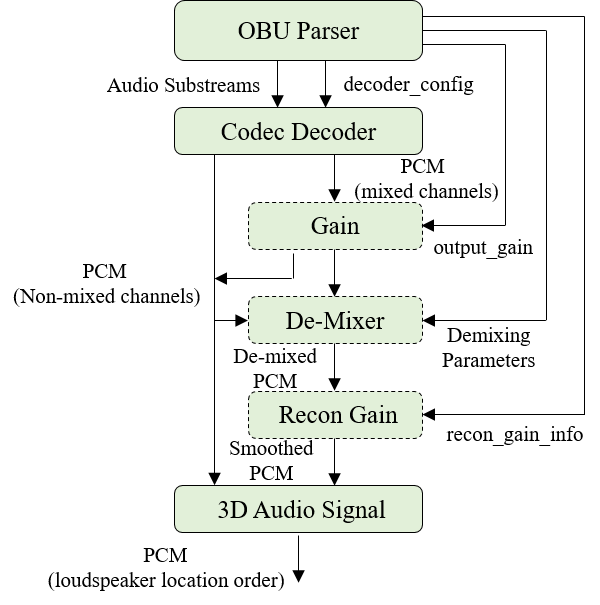 OBU Parser
Audio Substreams
decoder_config
Codec Decoder
PCM
(mixed channels)
Gain
output_gain
PCM
(Non-mixed channels)
De-Mixer
Demixing
Parameters
De-mixed
PCM
Recon Gain
recon_gain_info
Smoothed
PCM
3D Audio Signal
PCM
(loudspeaker location order)